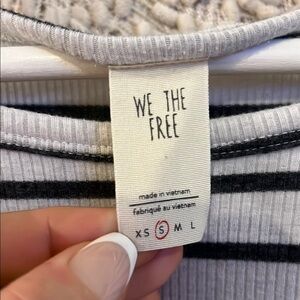 WE THE
FREE
made in vietnam
fabriqué au vietnam
XS S M L